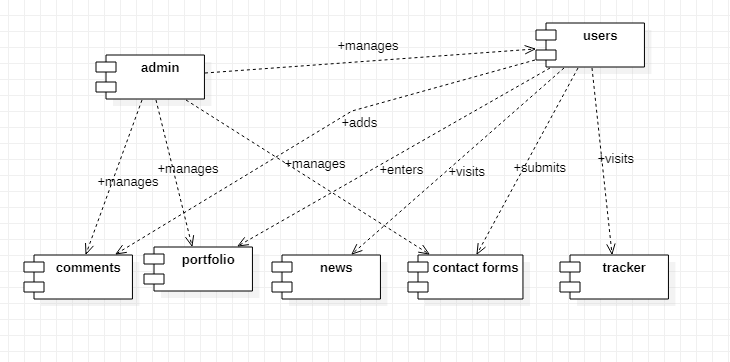 users
+manages
admin
+adds
+manages
+manages
+manages
+enters
+visits
+submits
+visits
comments
portfolio
news
contact forms
tracker